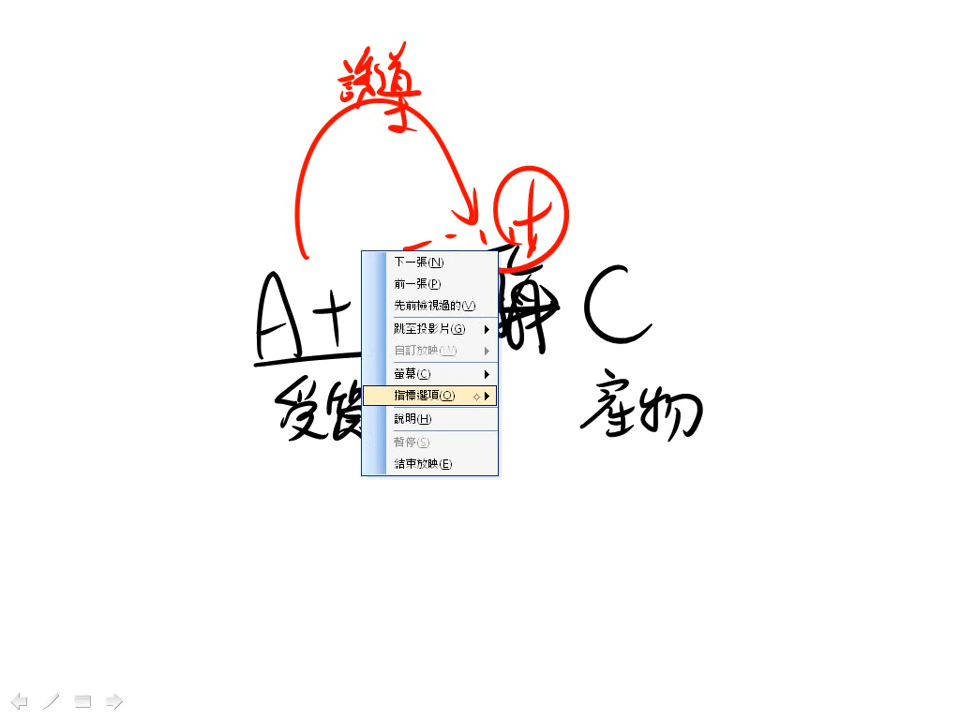 誘導
+
A+
C
受質
產物
下一張(N)
前一張(P)
先前檢視過的(V)
跳至投影片(G)
自訂放映(W)
螢幕(C)
指標選項(O)
說明(H)
暫停(S)
結束放映(E)